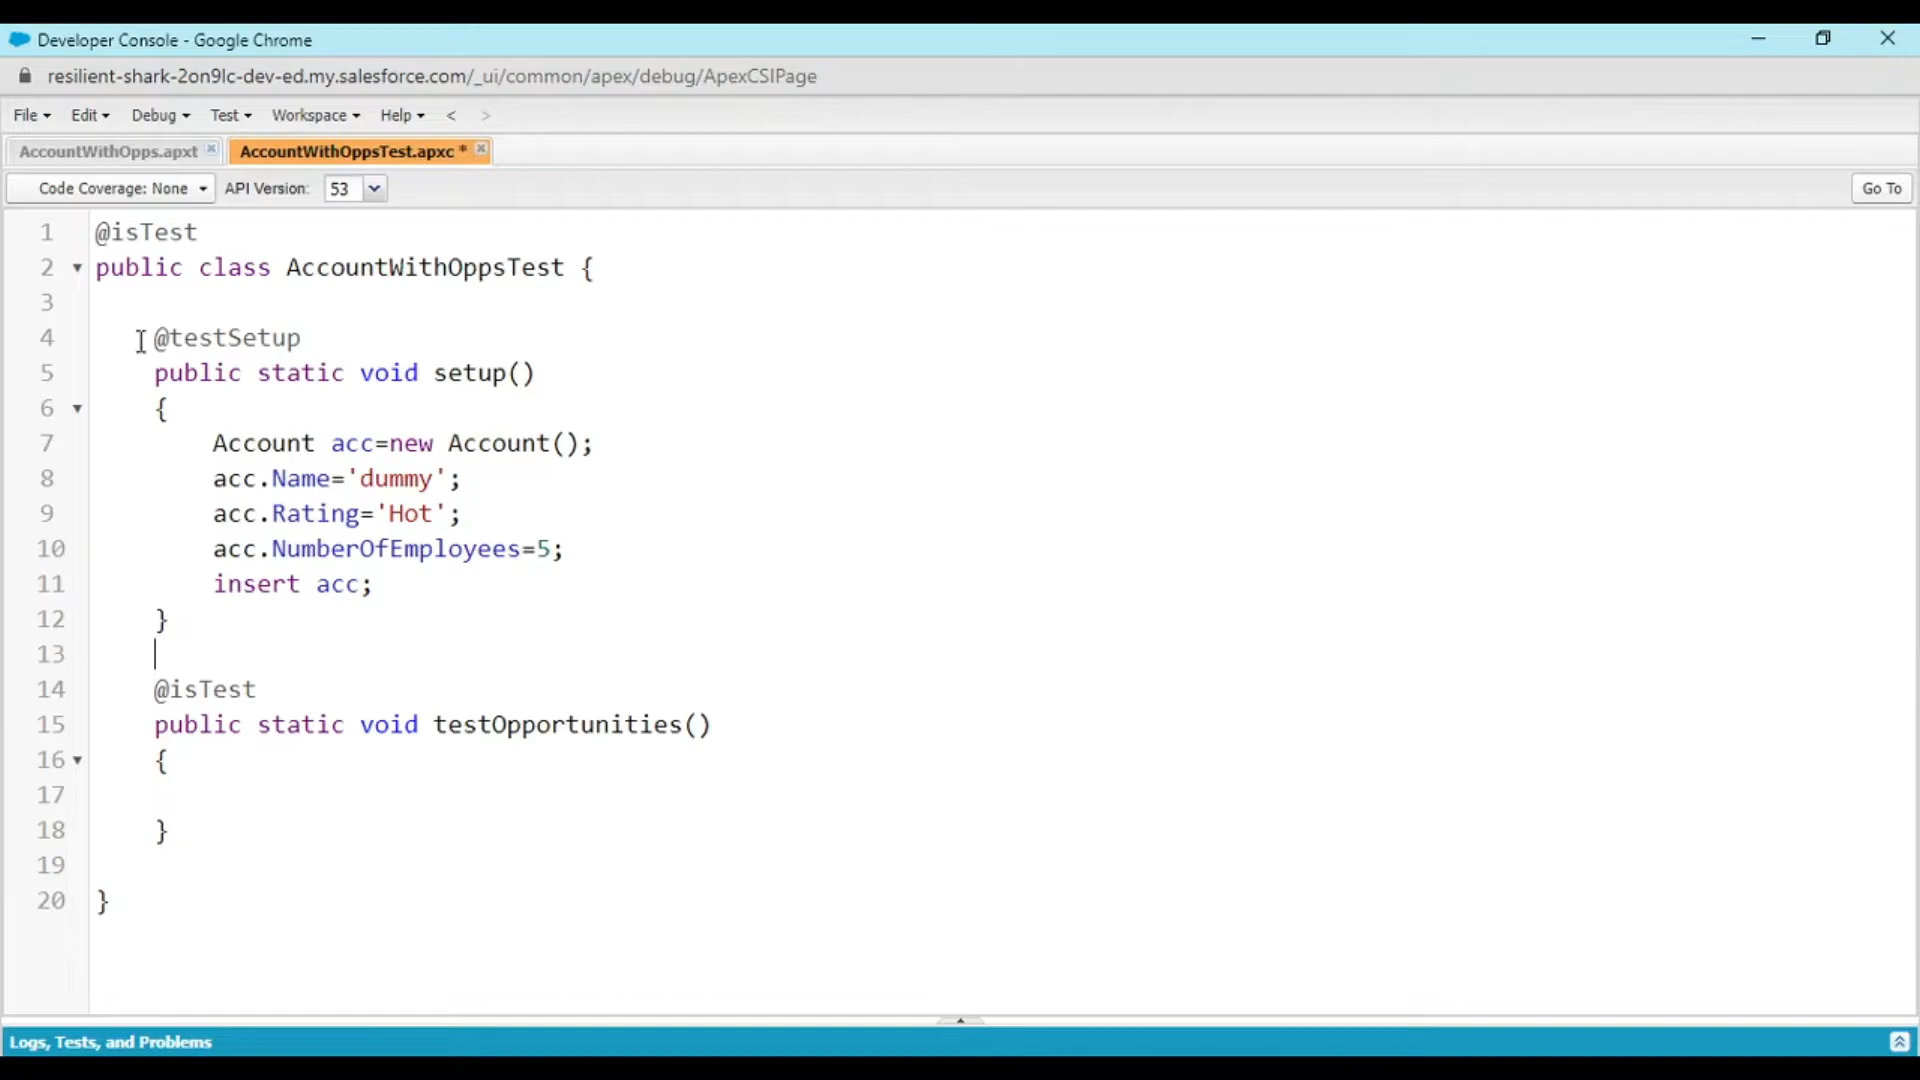 Developer Console - Google Chrome
resilient-shark-2on9lc-dev-ed.my.salesforce.com/_ui/common/apex/debug/ApexCSIPage
File Edit Debug Test Workspace Help < >
AccountWithOpps.apxt AccountWithOppsTest.apxc *
Code Coverage: None API Version: 53 Go To
1 @isTest
2 public class AccountWithOppsTest {
3
4 @testSetup
5 public static void setup()
6 {
7 Account acc=new Account();
8 acc.Name='dummy';
9 acc.Rating='Hot';
10 acc.NumberOfEmployees=5;
11 insert acc;
12 }
13
14 @isTest
15 public static void testOpportunities()
16 {
17
18 }
19
20 }
Logs, Tests, and Problems